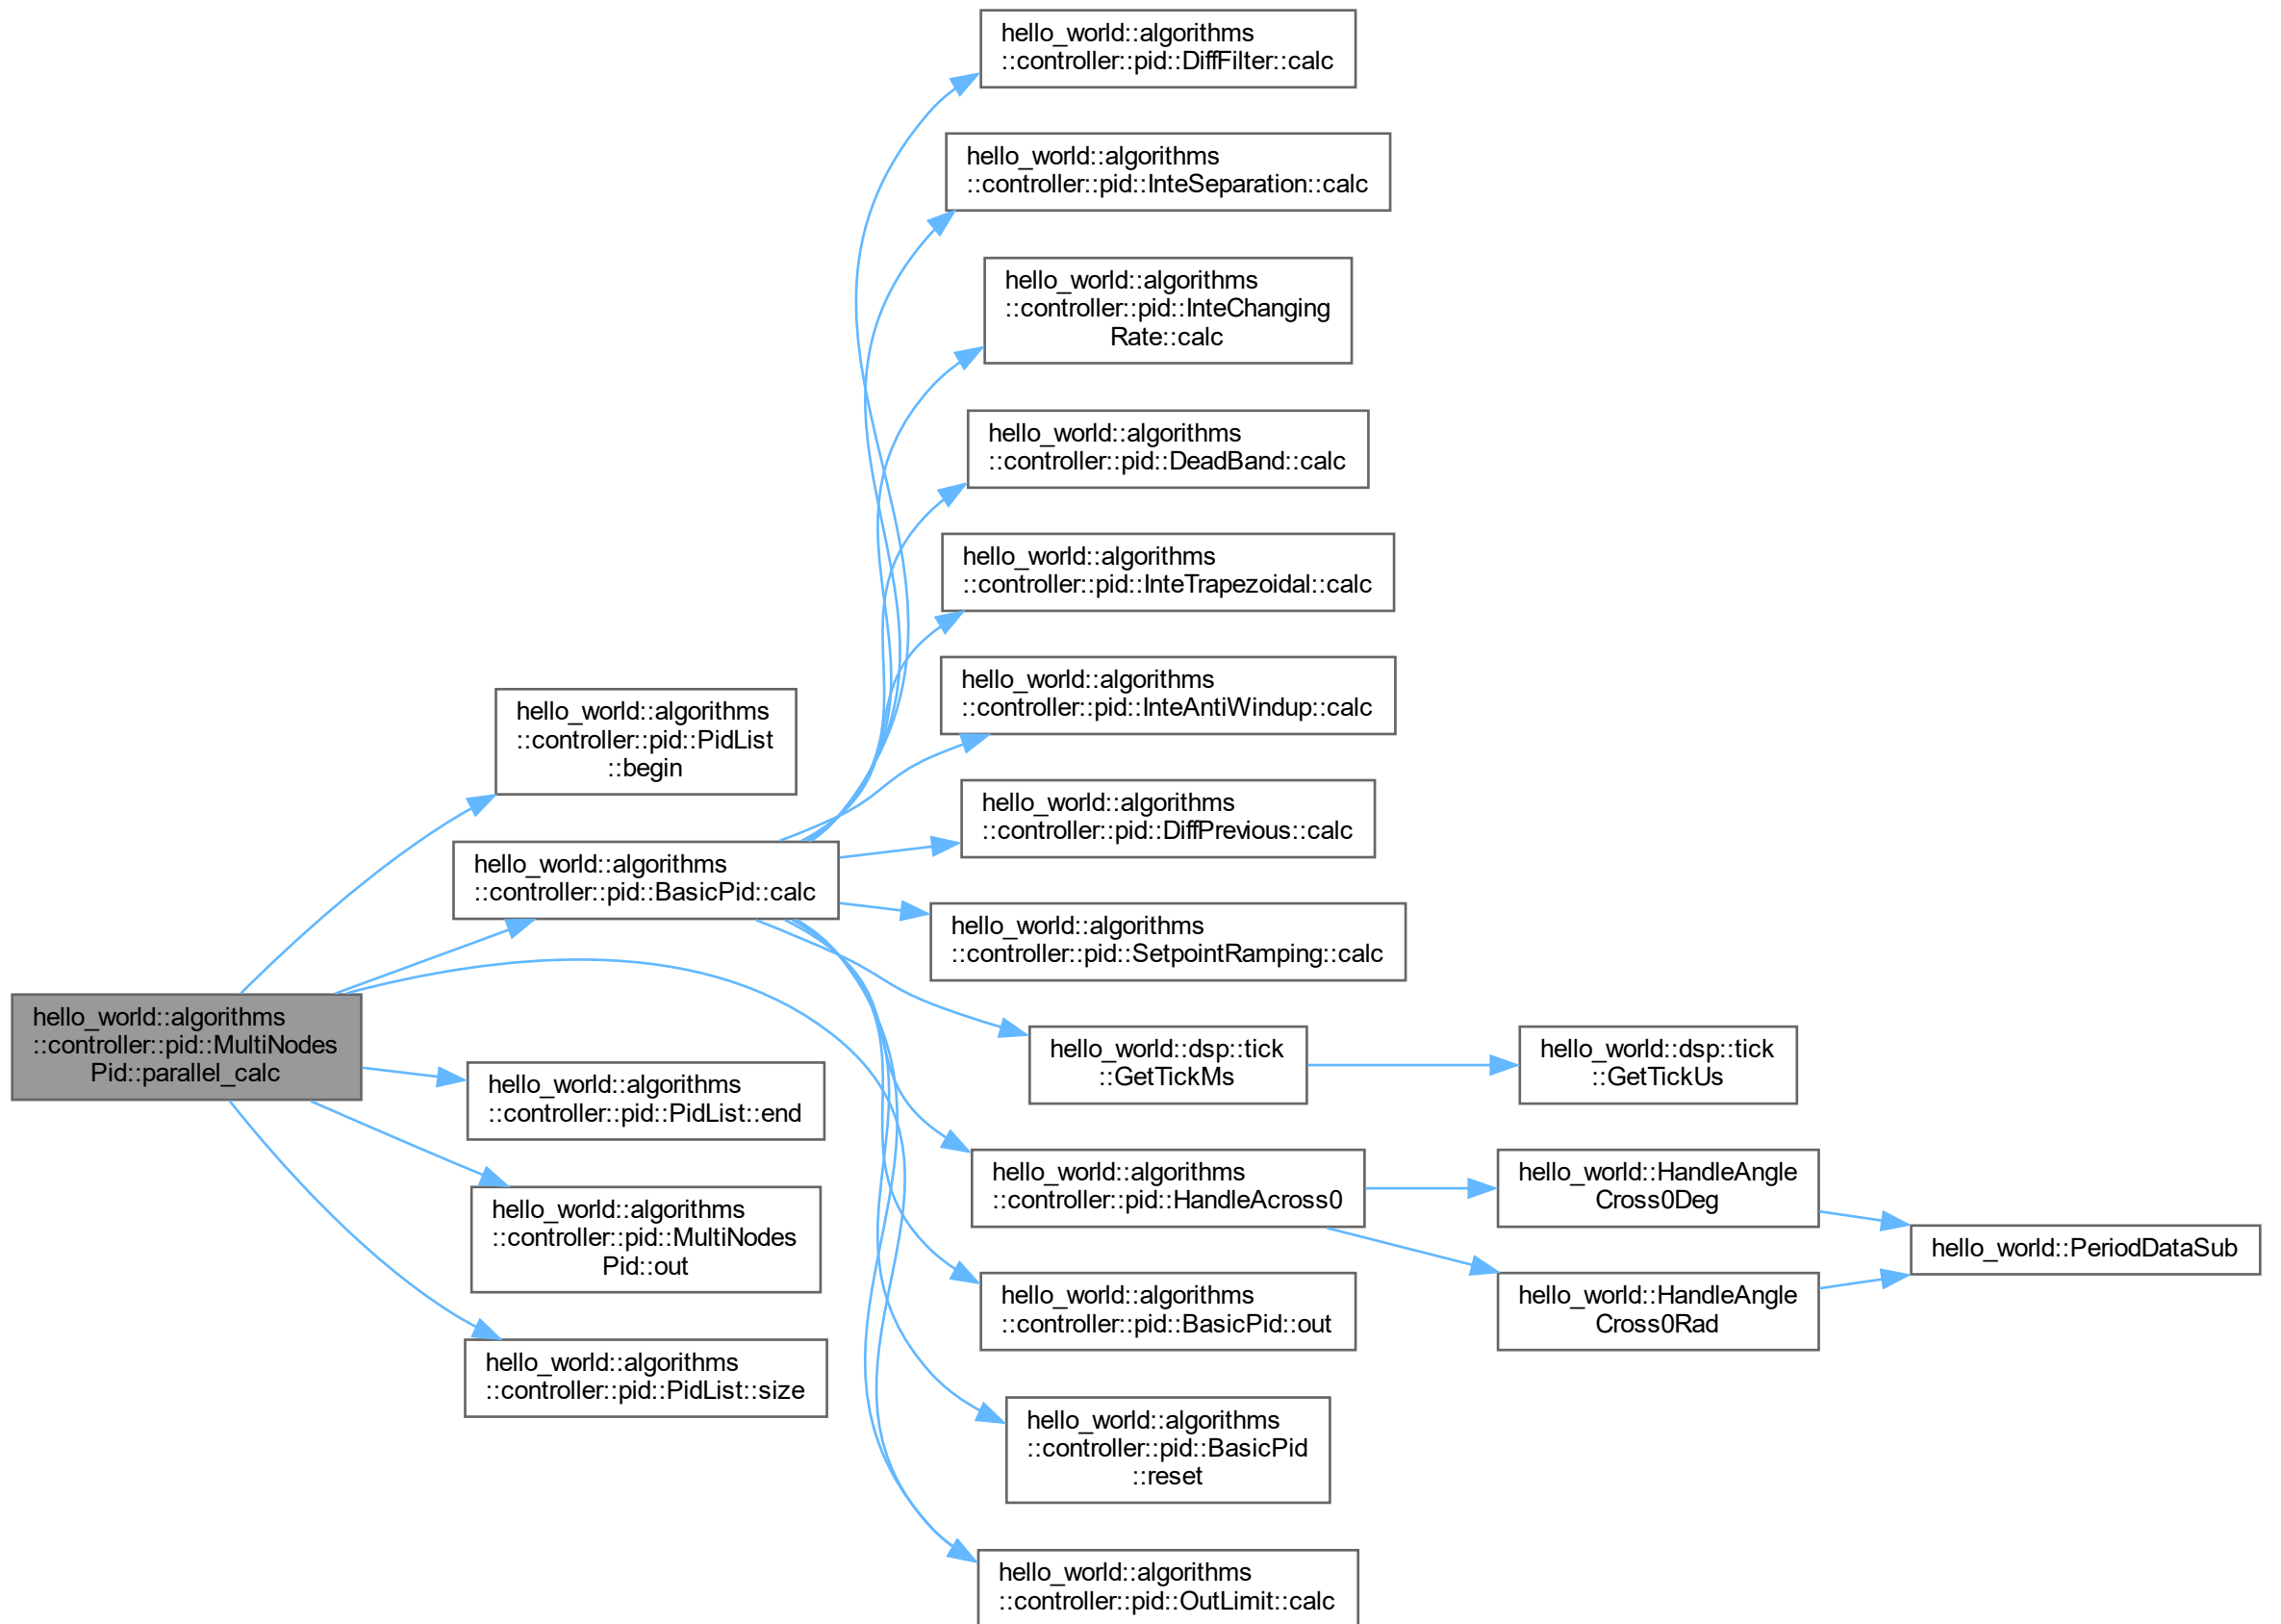 hello_world::algorithms
::controller::pid::DiffFilter::calc
hello_world::algorithms
::controller::pid::InteSeparation::calc
hello_world::algorithms
::controller::pid::InteChanging
Rate::calc
hello_world::algorithms
::controller::pid::DeadBand::calc
hello_world::algorithms
::controller::pid::InteTrapezoidal::calc
hello_world::algorithms
::controller::pid::InteAntiWindup::calc
hello_world::algorithms
::controller::pid::PidList
::begin
hello_world::algorithms
::controller::pid::DiffPrevious::calc
hello_world::algorithms
::controller::pid::BasicPid::calc
hello_world::algorithms
::controller::pid::SetpointRamping::calc
hello_world::algorithms
::controller::pid::MultiNodes
Pid::parallel_calc
hello_world::dsp::tick
::GetTickMs
hello_world::dsp::tick
::GetTickUs
hello_world::algorithms
::controller::pid::PidList::end
hello_world::algorithms
::controller::pid::HandleAcross0
hello_world::HandleAngle
Cross0Deg
hello_world::algorithms
::controller::pid::MultiNodes
Pid::out
hello_world::PeriodDataSub
hello_world::algorithms
::controller::pid::BasicPid::out
hello_world::HandleAngle
Cross0Rad
hello_world::algorithms
::controller::pid::PidList::size
hello_world::algorithms
::controller::pid::BasicPid
::reset
hello_world::algorithms
::controller::pid::OutLimit::calc